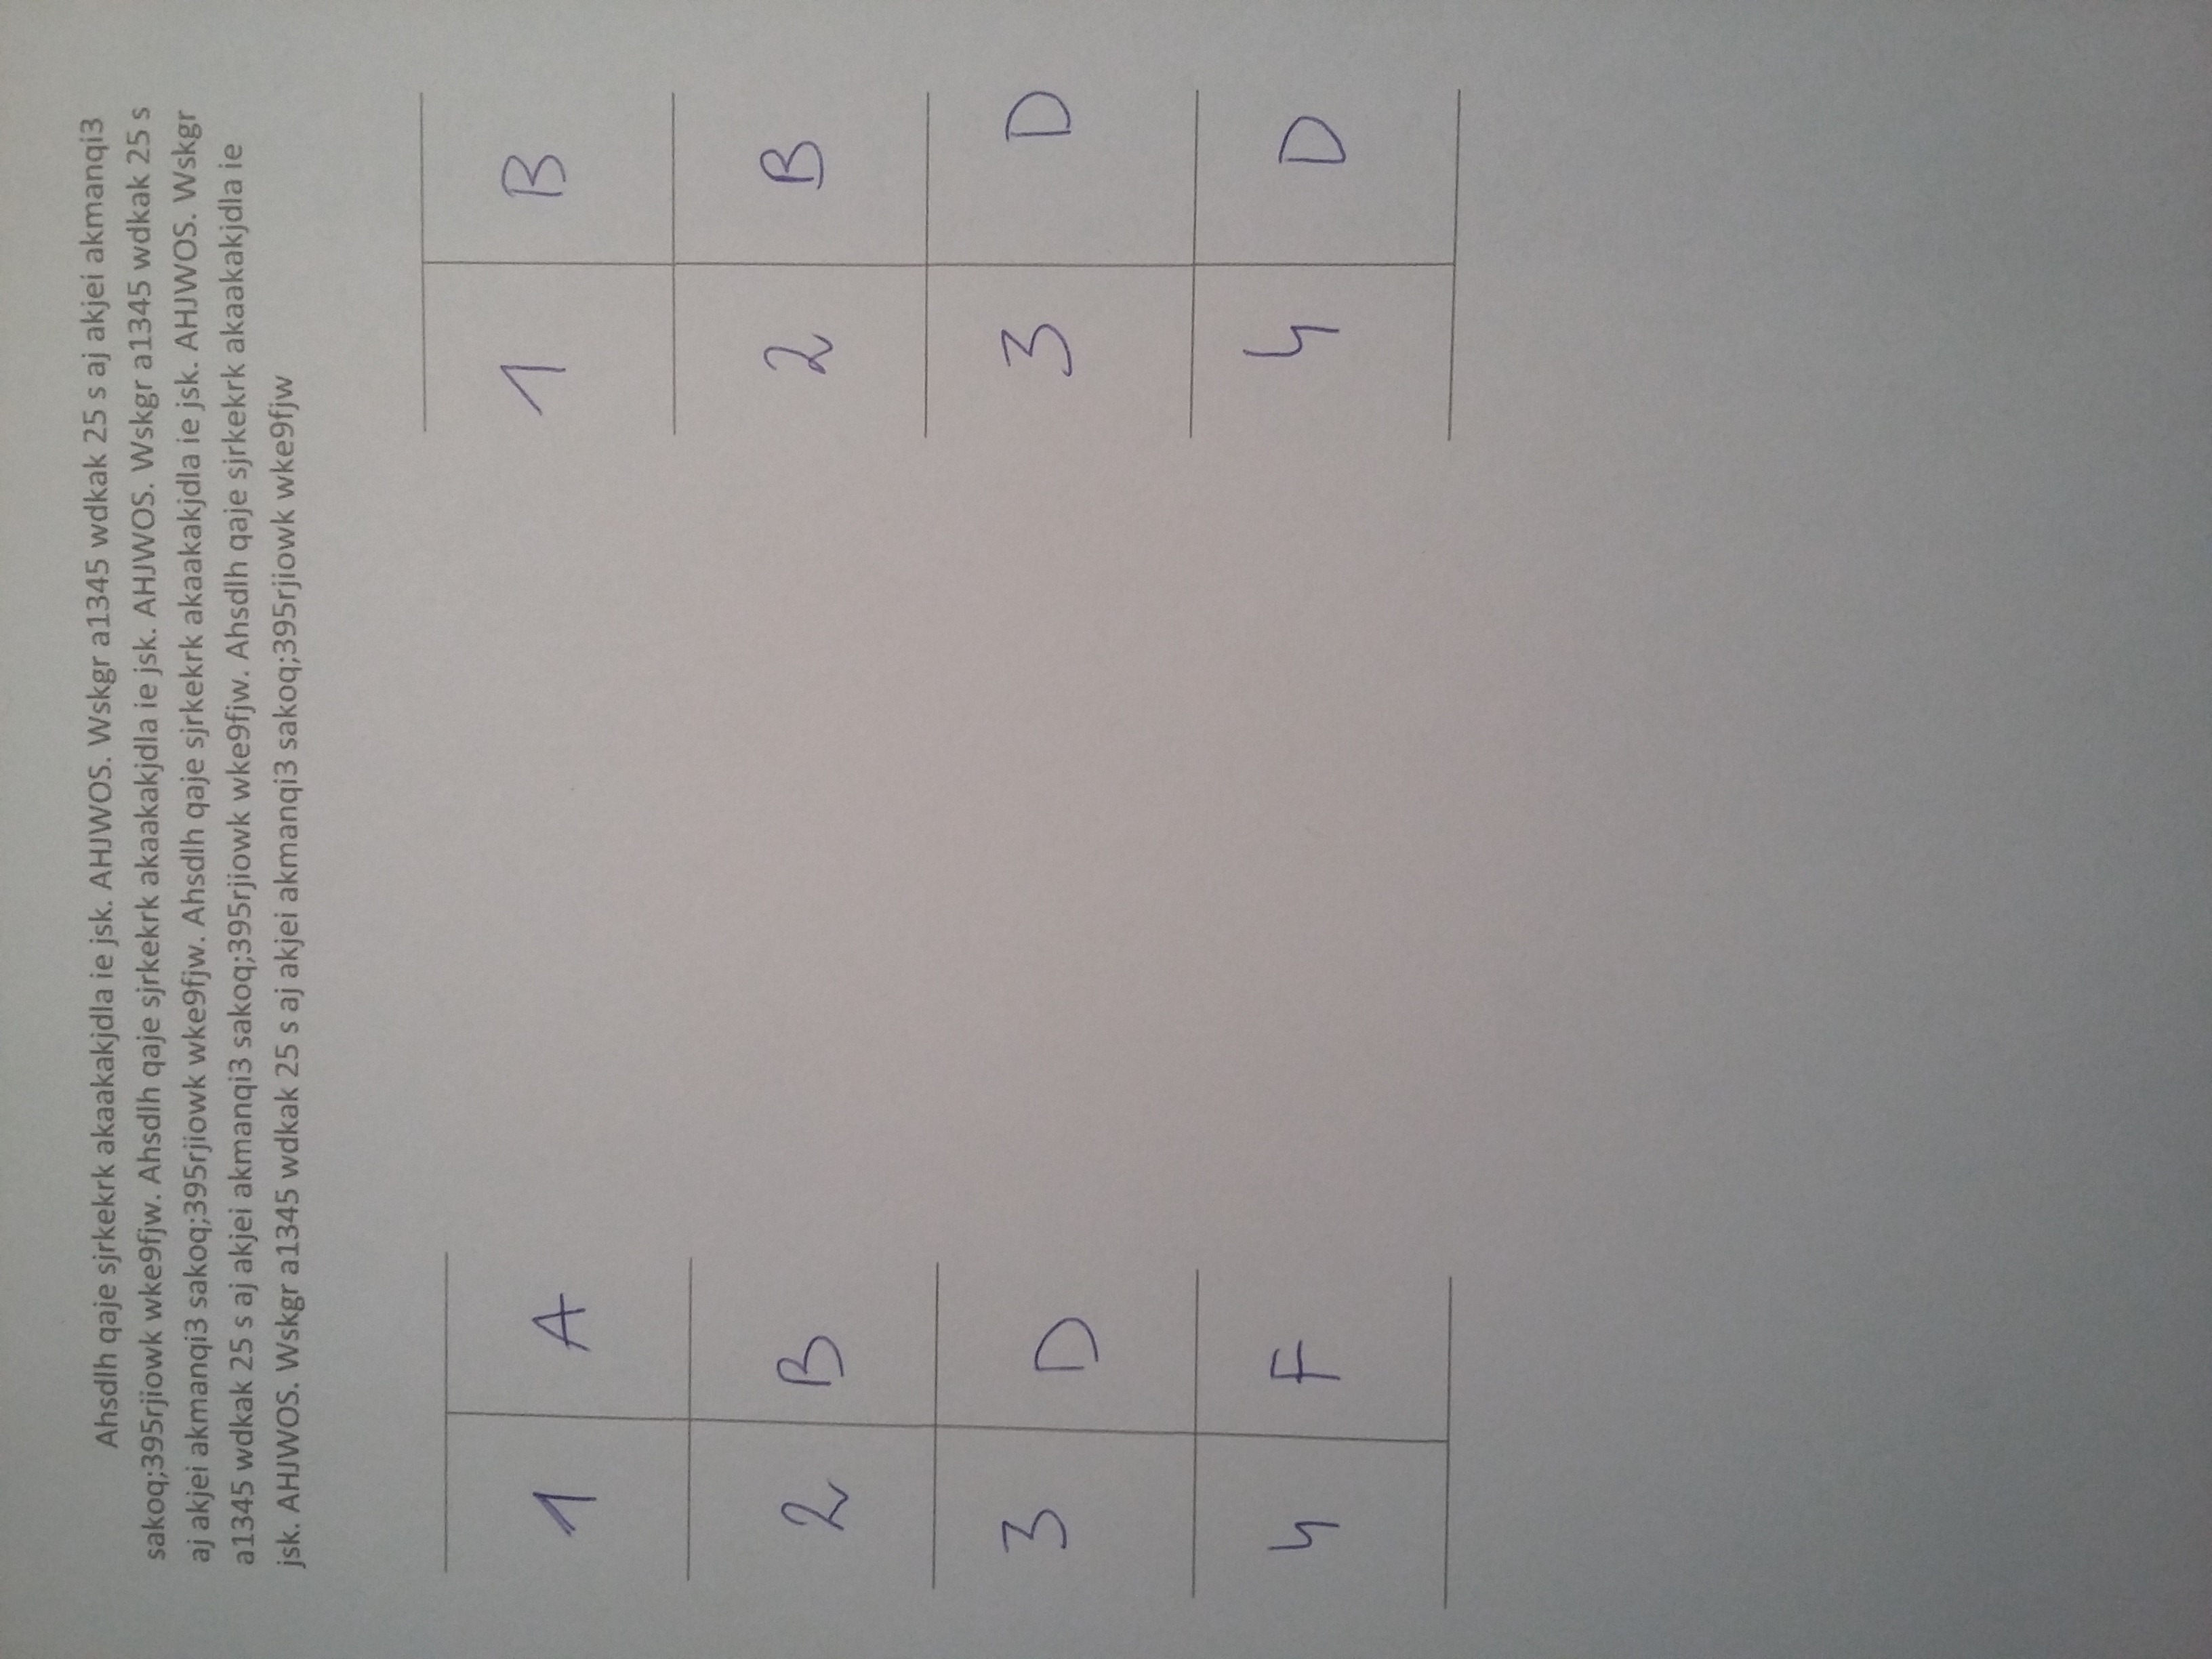 Ahsdlh qaje sjrkekrk akaakakjdla ie jsk. AHJWOS. Wskgr a1345 wdkak 25 s aj akjei akmanqi3
sakoq;395rjiowk wke9fjw. Ahsdlh qaje sjrkekrk akaakakjdla ie jsk. AHJWOS. Wskgr a1345 wdkak 25 s
aj akjei akmanqi3 sakoq;395rjiowk wke9fjw. Ahsdlh qaje sjrkekrk akaakakjdla ie jsk. AHJWOS. Wskgr
a1345 wdkak 25 s aj akjei akmanqi3 sakoq;395rjiowk wke9fjw. Ahsdlh qaje sjrkekrk akaakakjdla ie
jsk. AHJWOS. Wskgr a1345 wdkak 25 s aj akjei akmanqi3 sakoq;395rjiowk wke9fjw
1 A
2 B
3 D
4 F
1 B
2 B
3 D
4 D